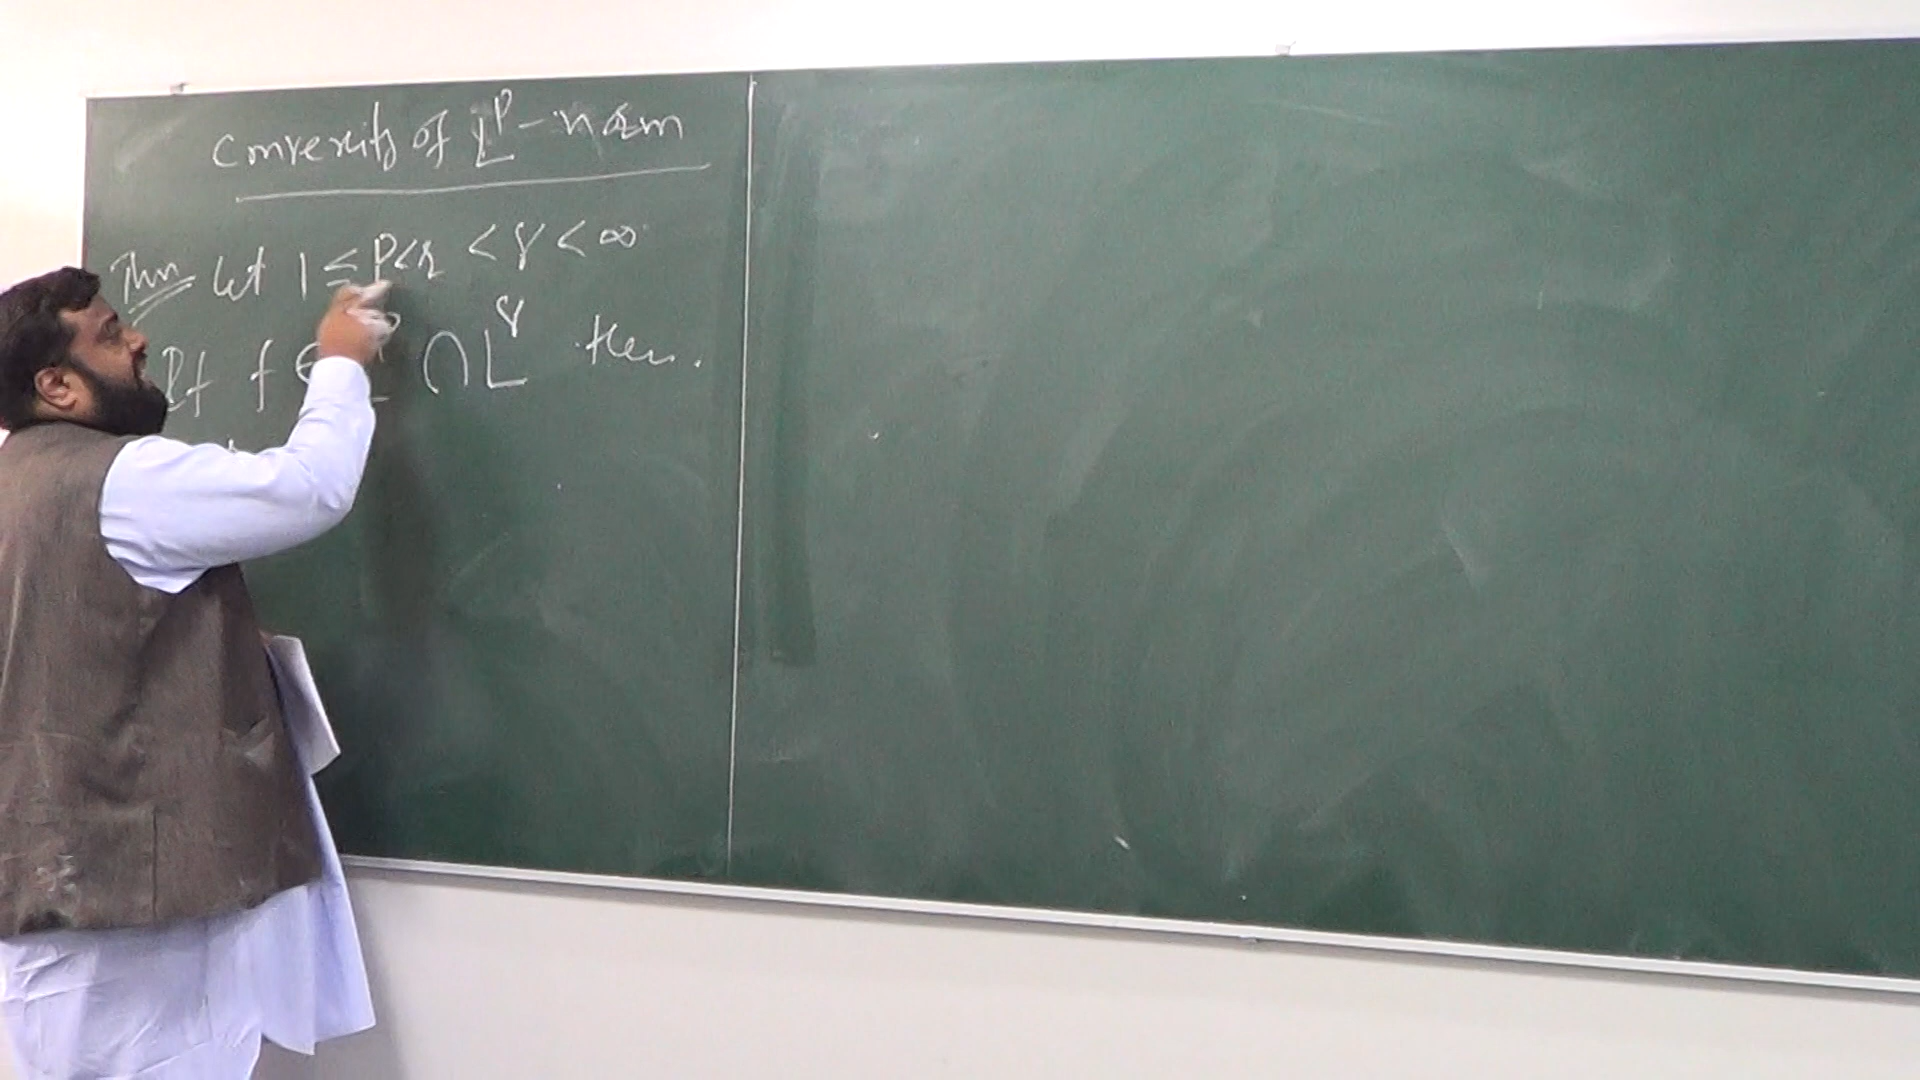 Convexity of L^p - norm
Thm Let 1 ≤ p < r < q < ∞
If f ∈ L^p ∩ L^q then.